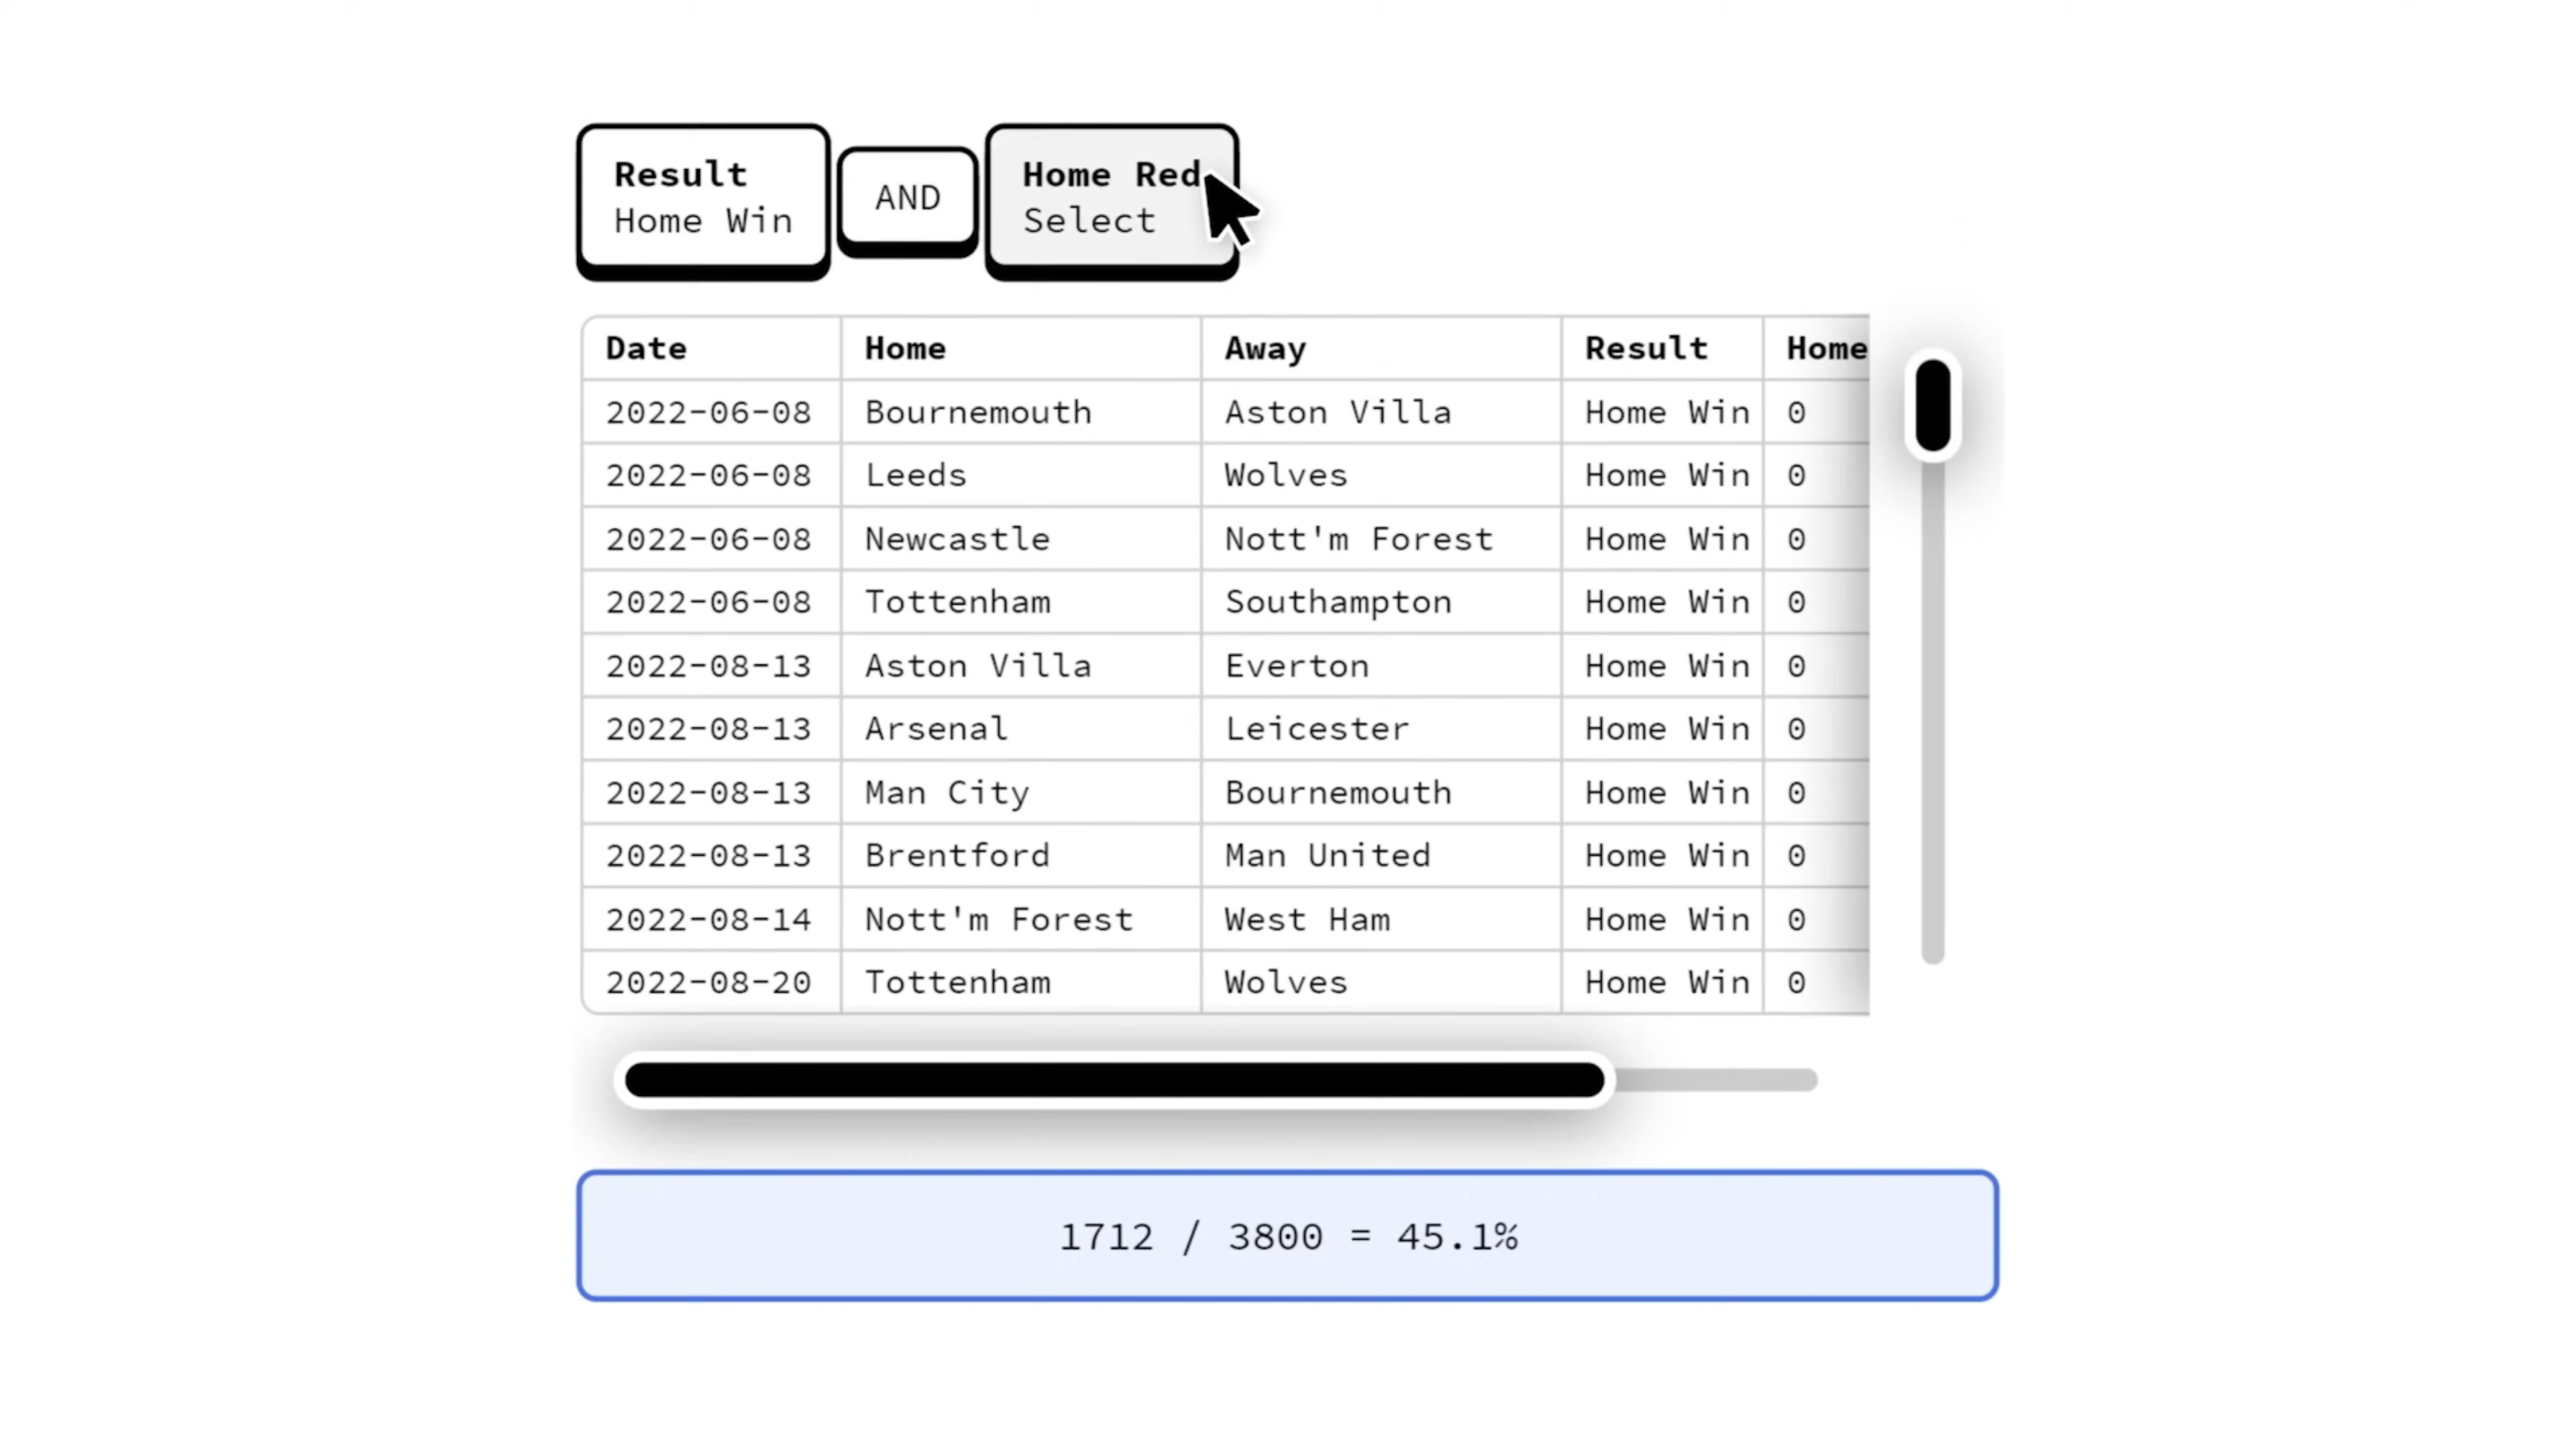 Result
Home Win
AND
Home Red
Select
Date Home Away Result Home
2022-06-08 Bournemouth Aston Villa Home Win 0
2022-06-08 Leeds Wolves Home Win 0
2022-06-08 Newcastle Nott'm Forest Home Win 0
2022-06-08 Tottenham Southampton Home Win 0
2022-08-13 Aston Villa Everton Home Win 0
2022-08-13 Arsenal Leicester Home Win 0
2022-08-13 Man City Bournemouth Home Win 0
2022-08-13 Brentford Man United Home Win 0
2022-08-14 Nott'm Forest West Ham Home Win 0
2022-08-20 Tottenham Wolves Home Win 0
1712 / 3800 = 45.1%